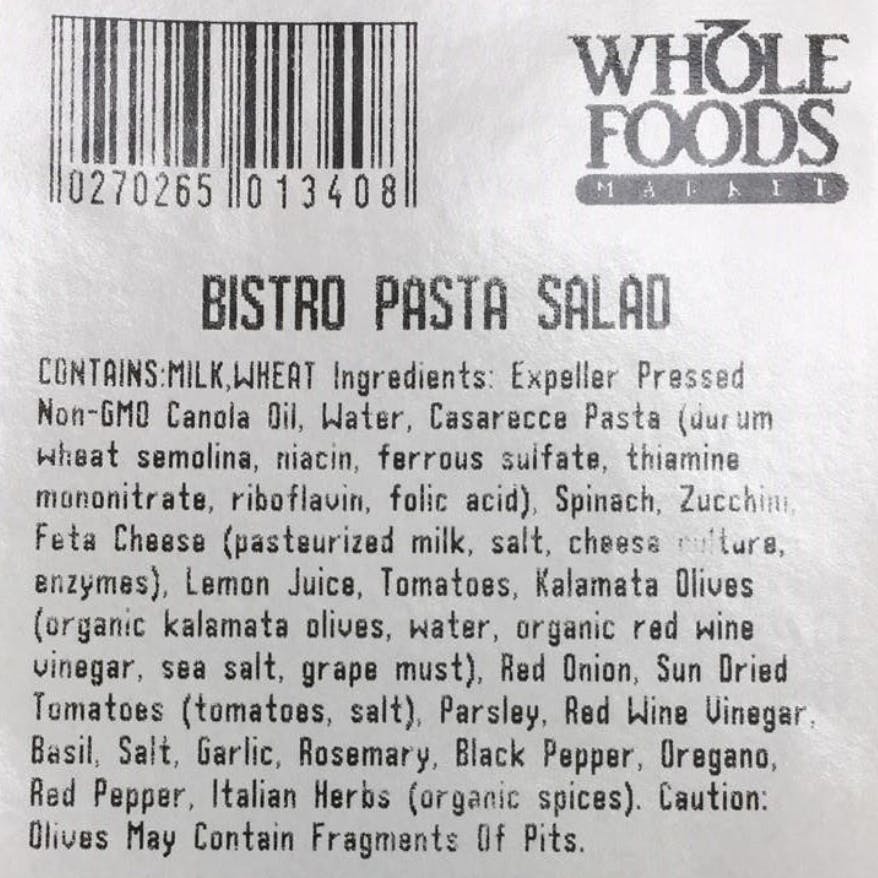 WHOLE
FOODS
MARKET
0270265 013408
BISTRO PASTA SALAD
CONTAINS:MILK,WHEAT Ingredients: Expeller Pressed
Non-GMO Canola Oil, Water, Casarecce Pasta (durum
wheat semolina, niacin, ferrous sulfate, thiamine
mononitrate, riboflavin, folic acid), Spinach, Zucchini,
Feta Cheese (pasteurized milk, salt, cheese culture,
enzymes), Lemon Juice, Tomatoes, Kalamata Olives
(organic kalamata olives, water, organic red wine
vinegar, sea salt, grape must), Red Onion, Sun Dried
Tomatoes (tomatoes, salt), Parsley, Red Wine Vinegar,
Basil, Salt, Garlic, Rosemary, Black Pepper, Oregano,
Red Pepper, Italian Herbs (organic spices). Caution:
Olives May Contain Fragments Of Pits.